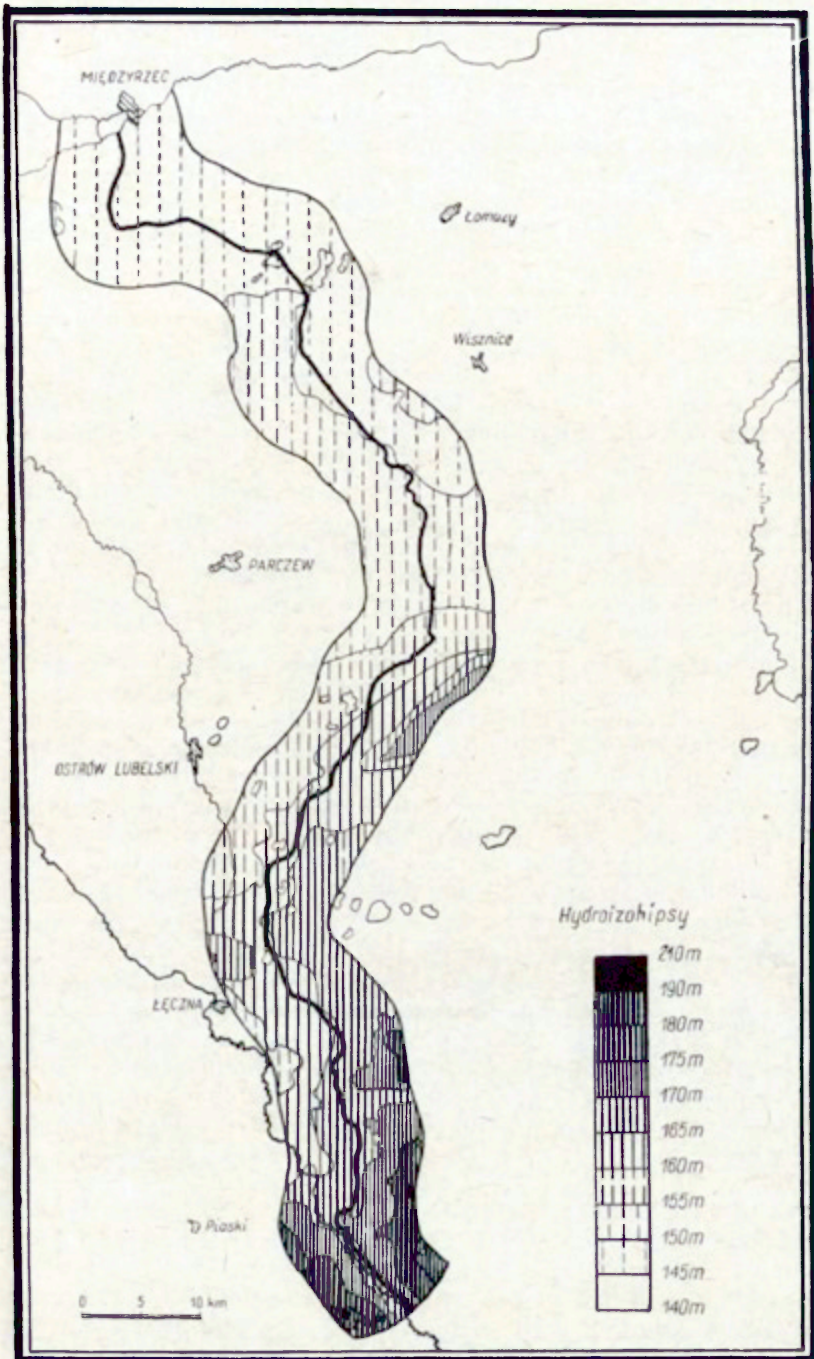 MIĘDZYRZEC
Łomazy
Wisznice
PARCZEW
OSTRÓW LUBELSKI
ŁĘCZNA
Piaski
0 5 10 km
Hydroizohipsy
210m
190m
180m
175m
170m
165m
160m
155m
150m
145m
140m